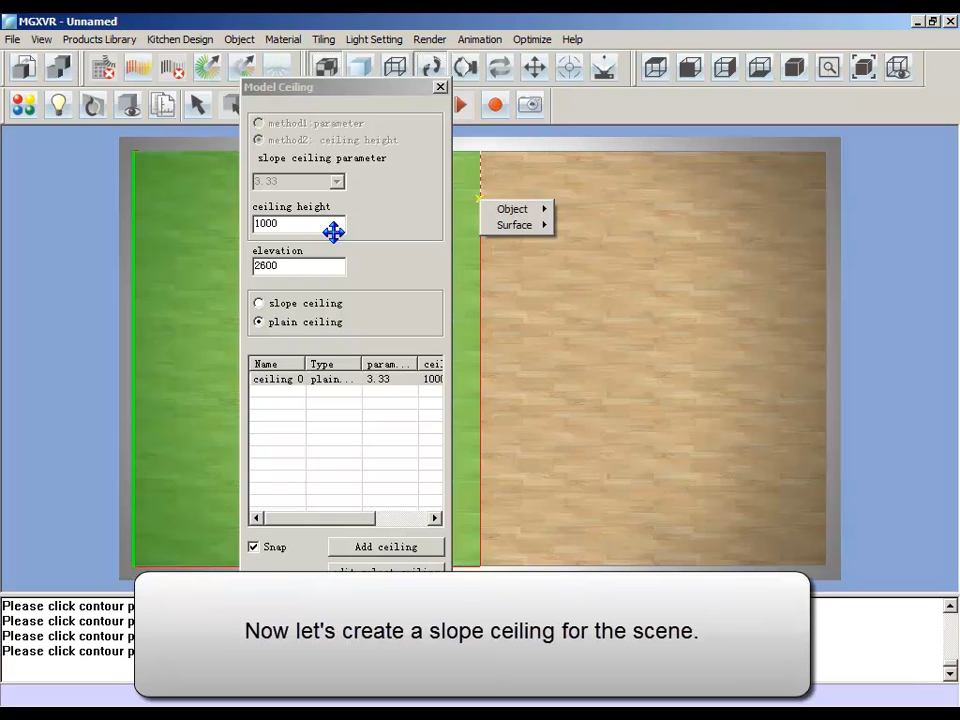 MGXVR - Unnamed
File View Products Library Kitchen Design Object Material Tiling Light Setting Render Animation Optimize Help
Model Ceiling
method1:parameter
method2: ceiling height
slope ceiling parameter
3.33
ceiling height
1000
elevation
2600
slope ceiling
plain ceiling
Name Type param... cei
ceiling 0 plain... 3.33 100
Snap Add ceiling
Object
Surface
Please click contour p
Please click contour p
Please click contour p
Please click contour p
Now let's create a slope ceiling for the scene.